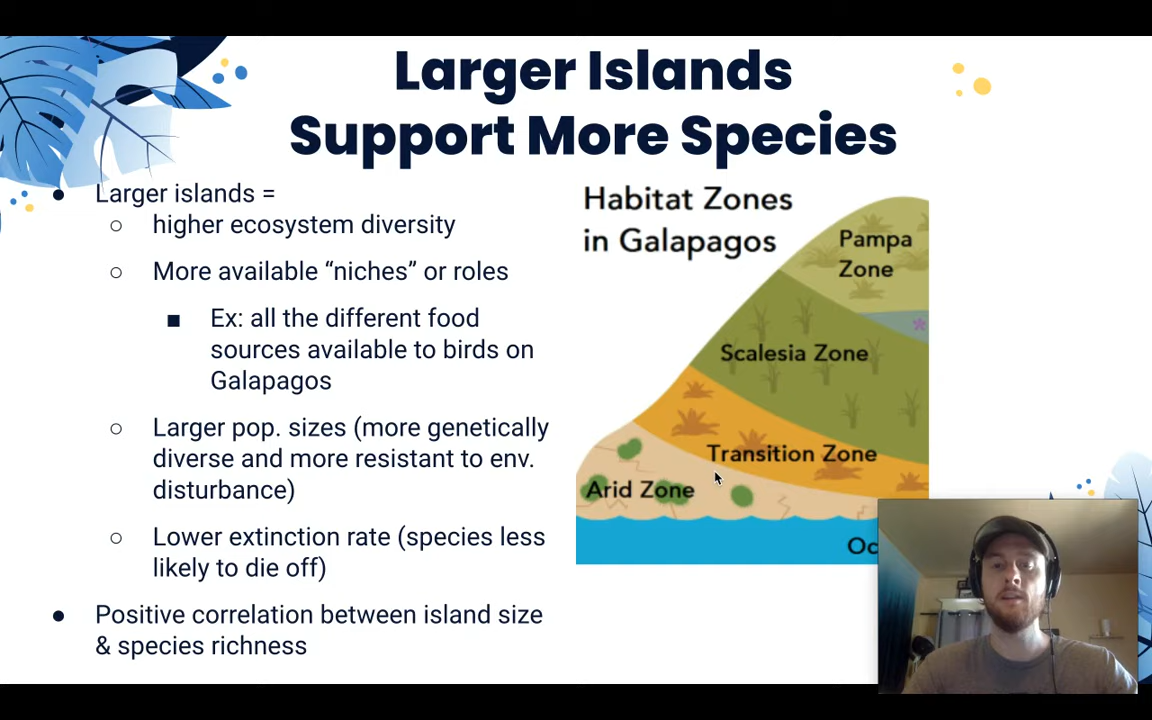 Larger Islands
Support More Species
Larger islands =
higher ecosystem diversity
More available “niches” or roles
Ex: all the different food
sources available to birds on
Galapagos
Larger pop. sizes (more genetically
diverse and more resistant to env.
disturbance)
Lower extinction rate (species less
likely to die off)
Positive correlation between island size
& species richness
Habitat Zones
in Galapagos
Pampa
Zone
*
Scalesia Zone
Transition Zone
Arid Zone
Oc